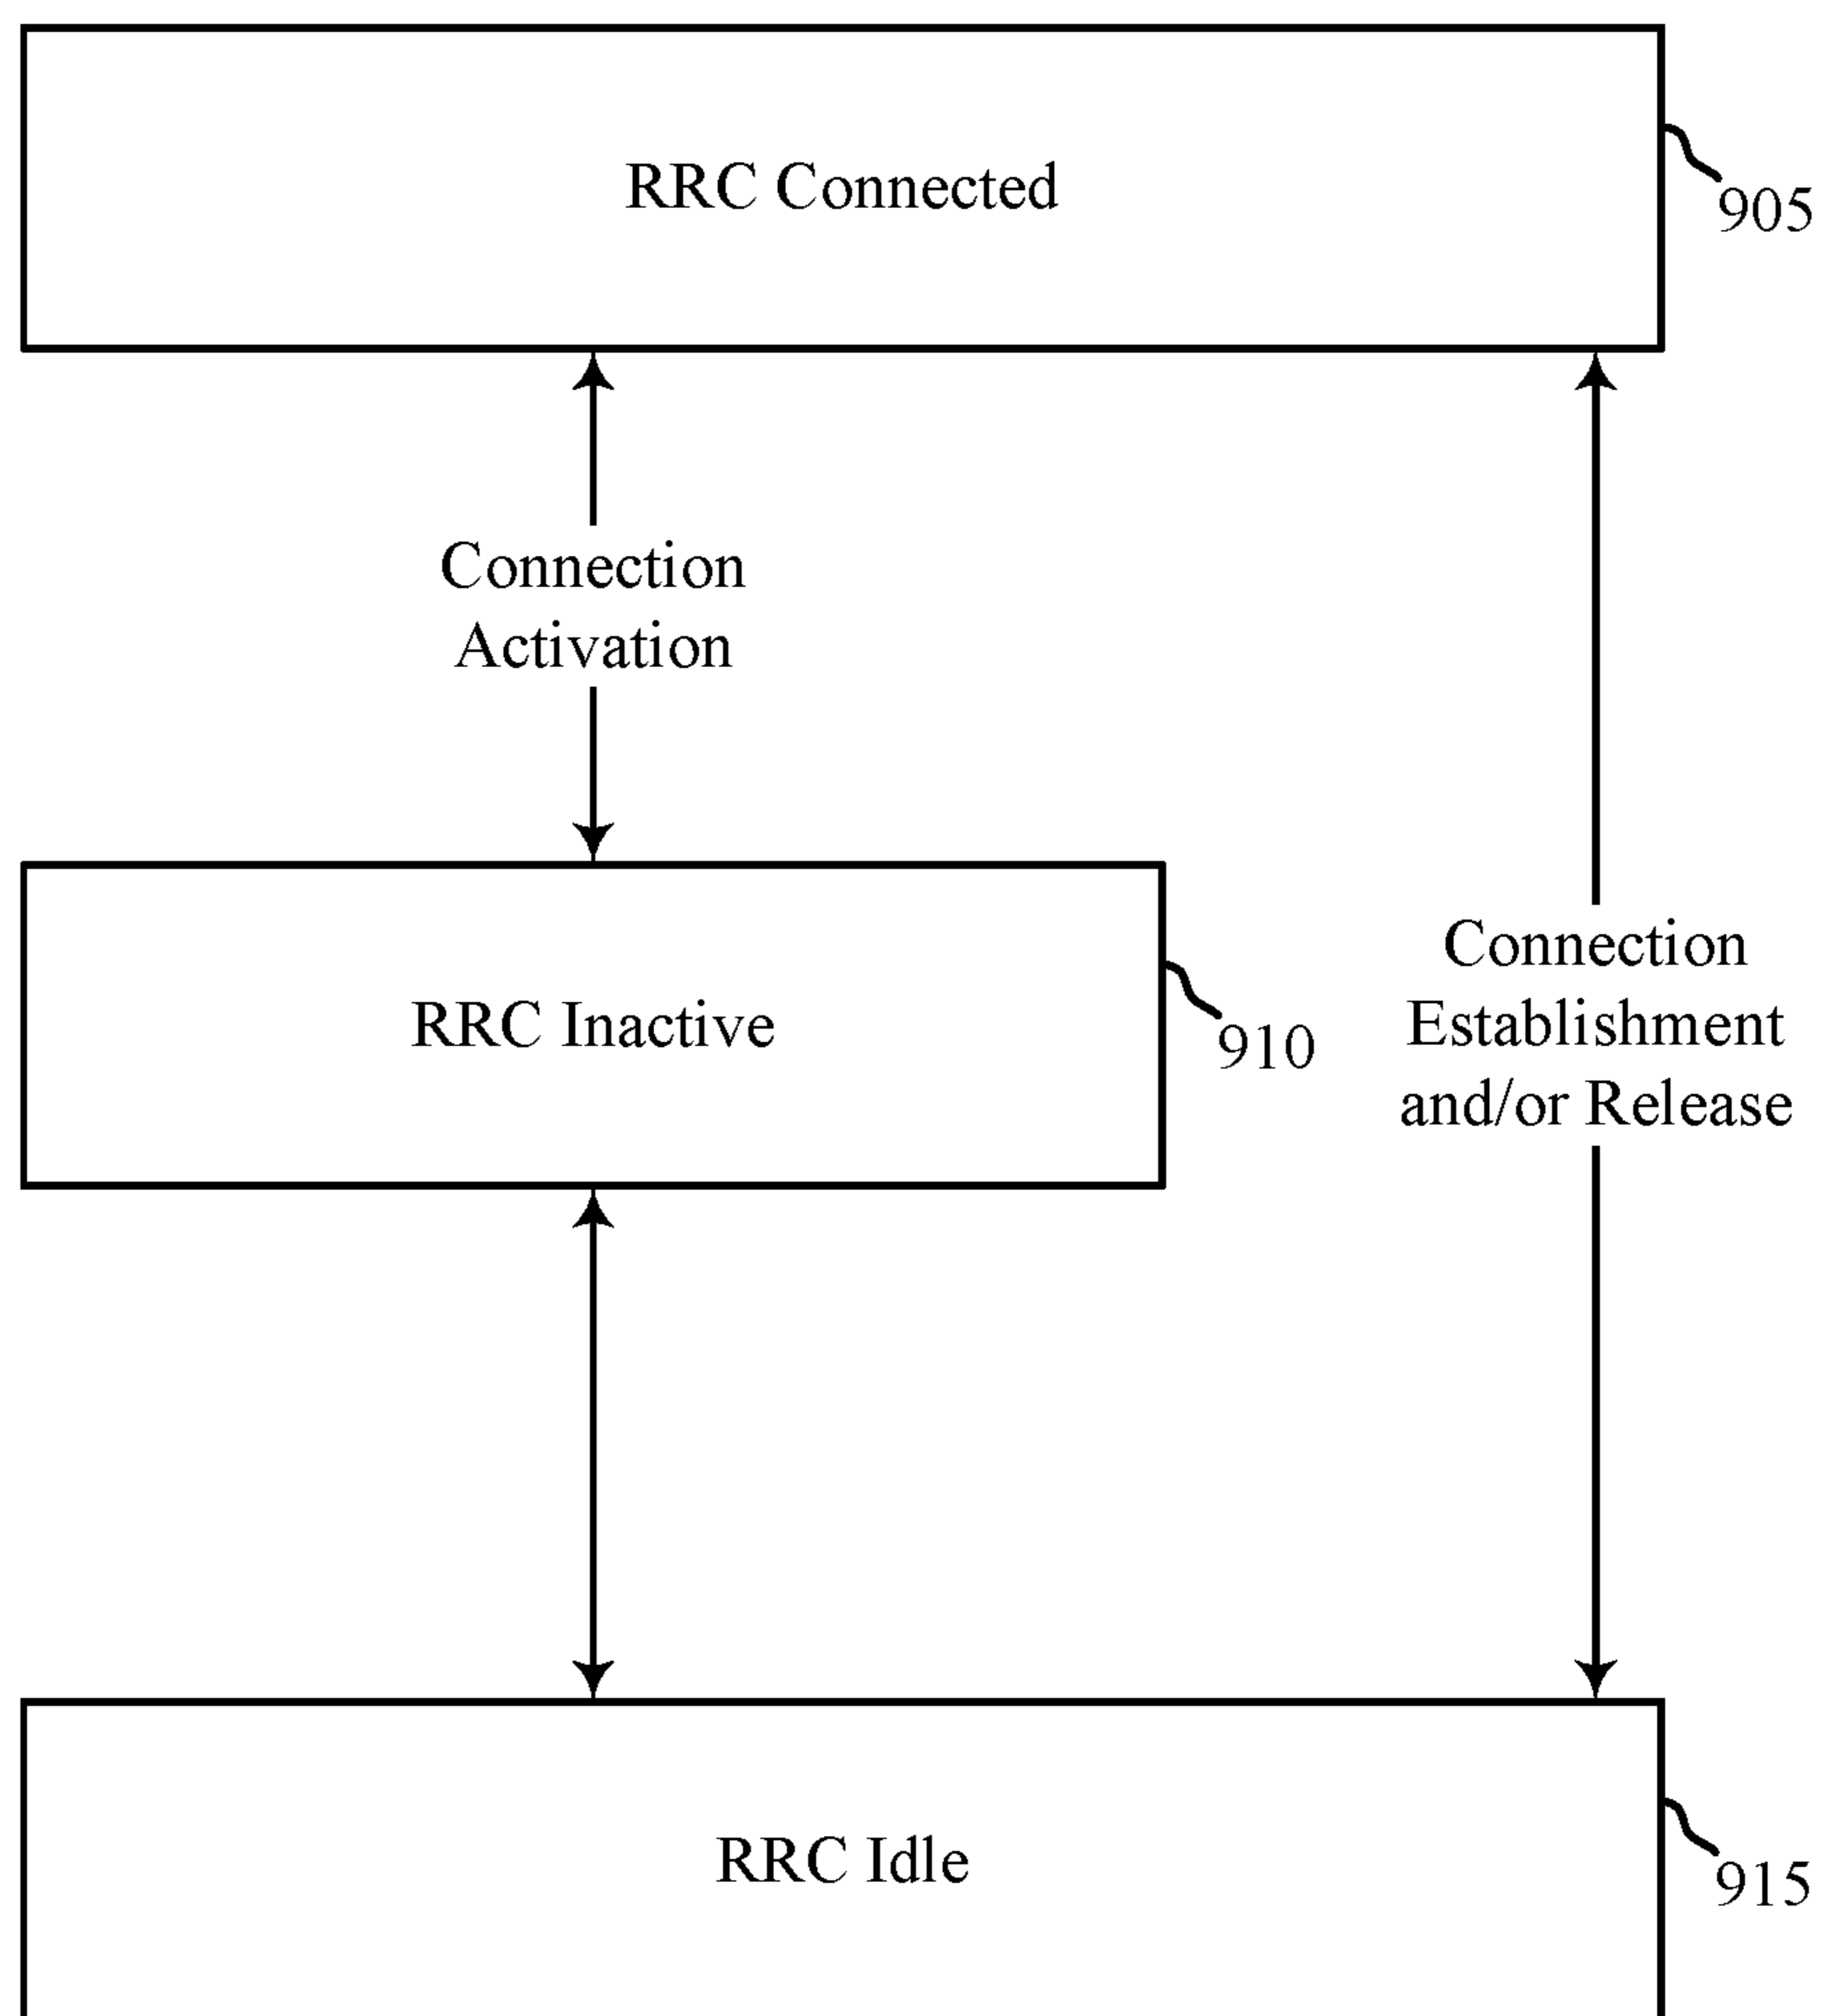 RRC Connected
905
Connection
Activation
RRC Inactive
910
Connection
Establishment
and/or Release
RRC Idle
915